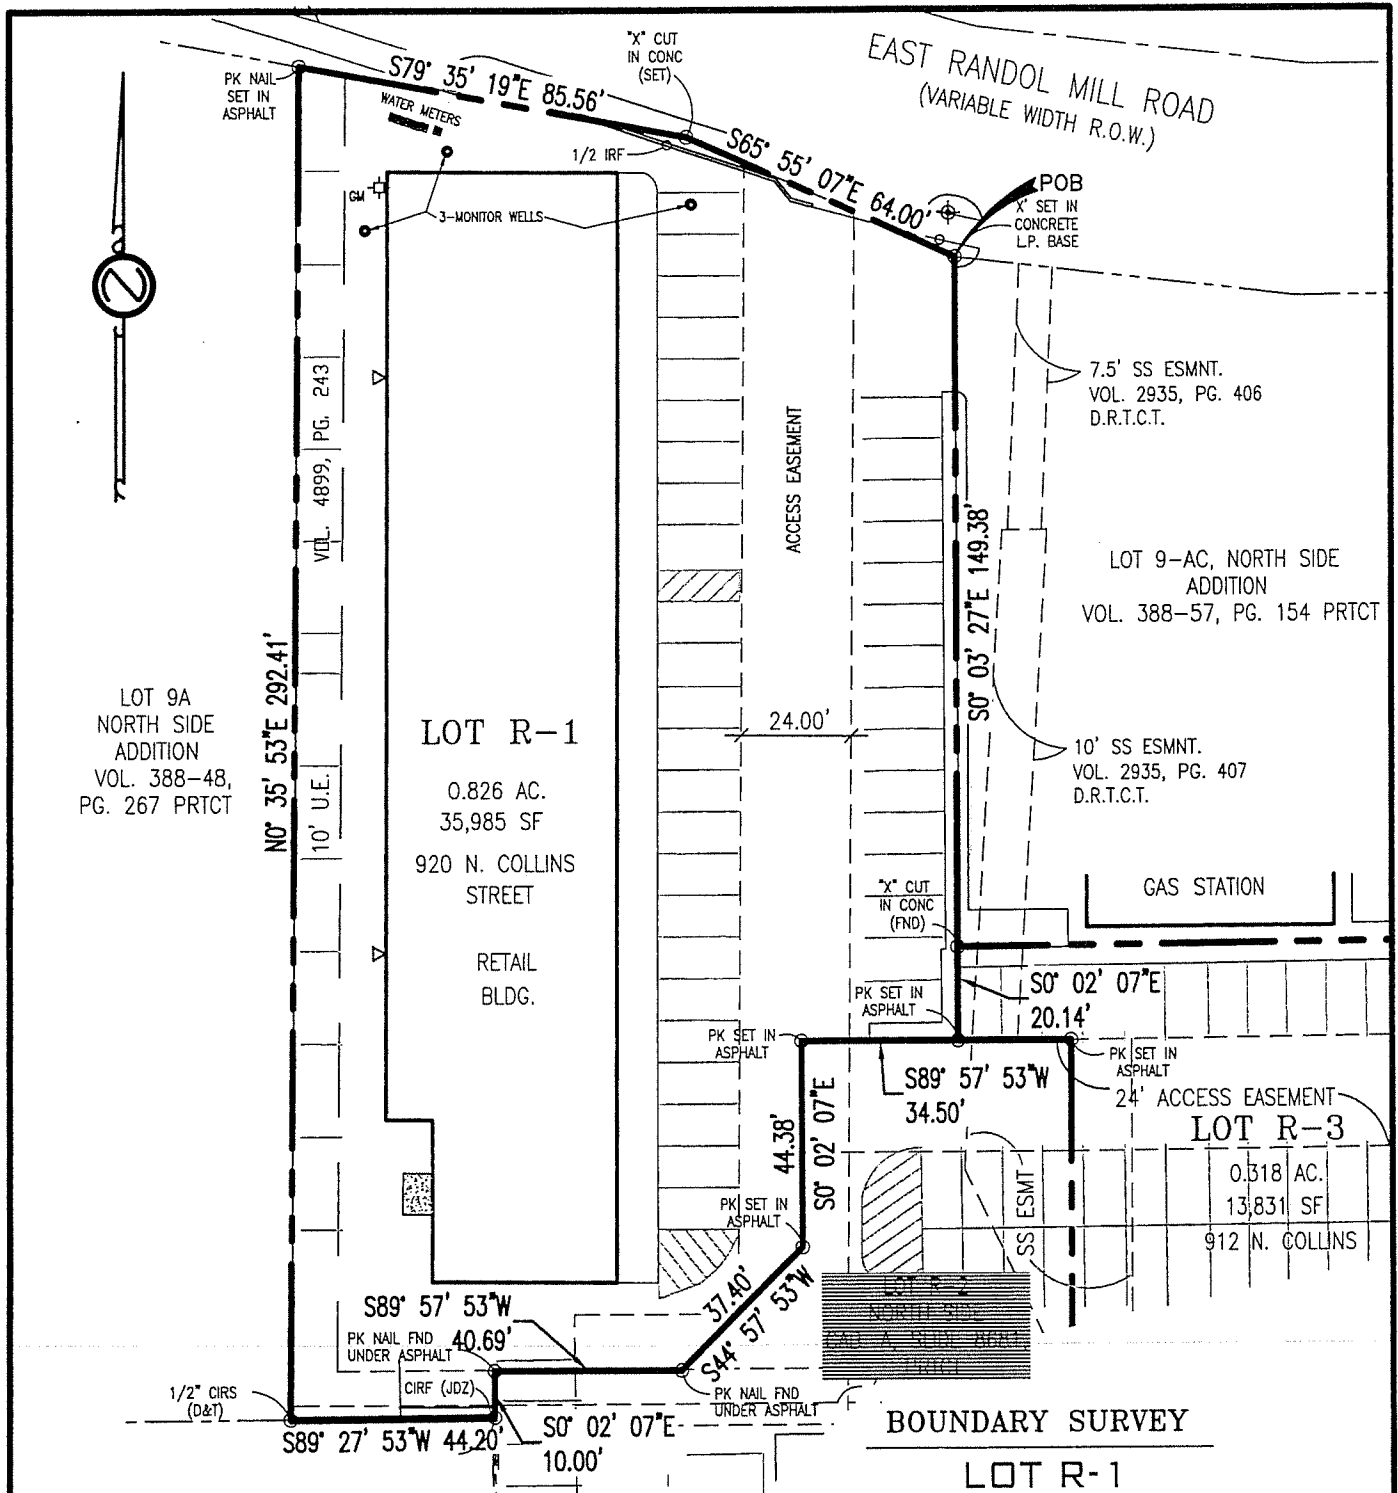 "X" CUT
IN CONC
(SET)
EAST RANDOL MILL ROAD
(VARIABLE WIDTH R.O.W.)
PK NAIL
SET IN
ASPHALT
S79° 35' 19"E 85.56'
WATER METERS
1/2 IRF
S65° 55' 07"E 64.00'
POB
X' SET IN
CONCRETE
L.P. BASE
GM
3-MONITOR WELLS
7.5' SS ESMNT.
VOL. 2935, PG. 406
D.R.T.C.T.
VOL. 4899, PG. 243
ACCESS EASEMENT
S0° 03' 27"E 149.38'
LOT 9-AC, NORTH SIDE
ADDITION
VOL. 388-57, PG. 154 PRTCT
N0° 35' 53"E 292.41'
LOT 9A
NORTH SIDE
ADDITION
VOL. 388-48,
PG. 267 PRTCT
10' U.E.
LOT R-1
0.826 AC.
35,985 SF
920 N. COLLINS
STREET
RETAIL
BLDG.
24.00'
10' SS ESMNT.
VOL. 2935, PG. 407
D.R.T.C.T.
"X" CUT
IN CONC
(FND)
GAS STATION
S0° 02' 07"E
20.14'
PK SET IN
ASPHALT
PK SET IN
ASPHALT
PK SET IN
ASPHALT
S89° 57' 53"W
34.50'
24' ACCESS EASEMENT
LOT R-3
0.318 AC.
13,831 SF
912 N. COLLINS
44.38'
S0° 02' 07"E
SS ESMT
PK SET IN
ASPHALT
37.40'
S44° 57' 53"W
LOT R-2
NORTH SIDE
S89° 57' 53"W
40.69'
PK NAIL FND
UNDER ASPHALT
CIRF (JDZ)
1/2" CIRS
(D&T)
PK NAIL FND
UNDER ASPHALT
S89° 27' 53"W 44.20'
S0° 02' 07"E
10.00'
BOUNDARY SURVEY
LOT R-1